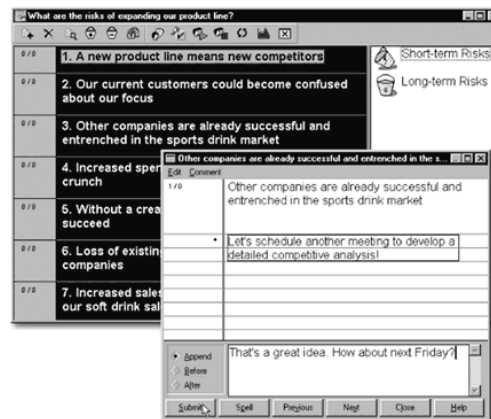 What are the risks of expanding our product line?
0 / 0
1. A new product line means new competitors
0 / 0
2. Our current customers could become confused
about our focus
0 / 0
3. Other companies are already successful and
entrenched in the sports drink market
0 / 0
4. Increased
crunch
0 / 0
5. Without a
succeed
0 / 0
6. Loss of existing
companies
0 / 0
7. Increased sales
our soft drink
Short-term Risks
Long-term Risks
Other companies are already successful and entrenched in the s...
Edit Comment
1 / 0
Other companies are already successful and
entrenched in the sports drink market
Let's schedule another meeting to develop a
detailed competitive analysis!
Append
Before
After
That's a great idea. How about next Friday?
Submit
Spell
Previous
Next
Close
Help